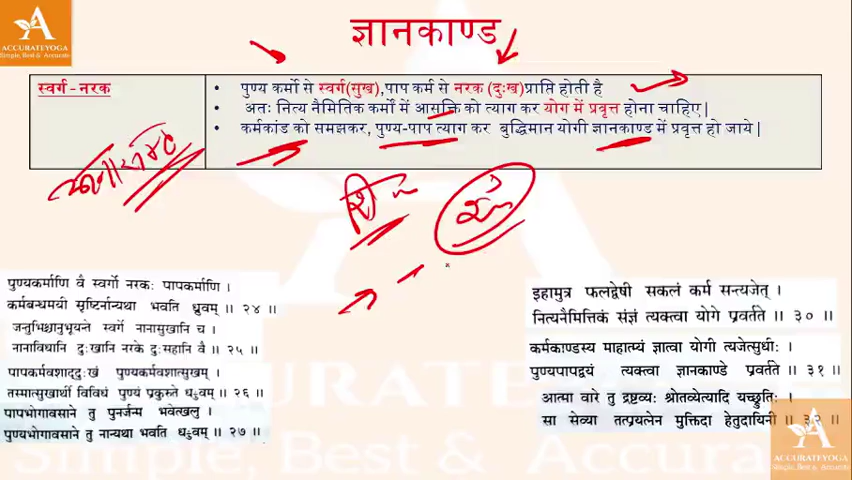 ज्ञानकाण्ड
ACCURATEYOGA
Simple, Best & Accurate
स्वर्ग - नरक
• पुण्य कर्मो से स्वर्ग(सुख),पाप कर्म से नरक (दुःख)प्राप्ति होती है
• अतः नित्य नैमितिक कर्मों में आसक्ति को त्याग कर योग में प्रवृत्त होना चाहिए|
• कर्मकांड को समझकर, पुण्य-पाप त्याग कर बुद्धिमान योगी ज्ञानकाण्ड में प्रवृत्त हो जाये|
पुण्यकर्माणि वै स्वर्गो नरकः पापकर्माणि ।
कर्मबन्धमयी सृष्टिर्नान्यथा भवति ध्रुवम् ॥ २४ ॥
जन्तुभिश्चानुभूयन्ते स्वर्गे नानासुखानि च ।
नानाविधानि दुःखानि नरके दुःसहानि वै ॥ २५ ॥
पापकर्मवशाद्दुःखं पुण्यकर्मवशात्सुखम् ।
तस्मात्सुखार्थी विविधं पुण्यं प्रकुरुते ध्रुवम् ॥ २६ ॥
पापभोगावसाने तु पुनर्जन्म भवेत्खलु ।
पुण्यभोगावसाने तु नान्यथा भवति ध्रुवम् ॥ २७ ॥
इहामुत्र फलद्वेषी सकलं कर्म सन्त्यजेत् ।
नित्यनैमित्तिकं संज्ञं त्यक्त्वा योगे प्रवर्तते ॥ ३० ॥
कर्मकाण्डस्य माहात्म्यं ज्ञात्वा योगी त्यजेत्सुधीः ।
पुण्यपापद्वयं त्यक्त्वा ज्ञानकाण्डे प्रवर्तते ॥ ३१ ॥
आत्मा वारे तु द्रष्टव्यः श्रोतव्येत्यादि यच्छ्रुतिः ।
सा सेव्या तत्प्रयत्नेन मुक्तिदा हेतुदायिनी ॥ ३२ ॥
ACCURATEYOGA
Simple, Best & Accurate